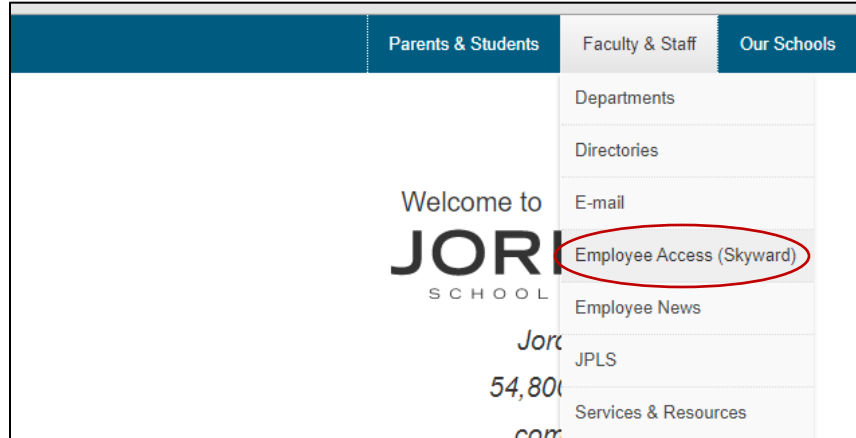 Parents & Students
Faculty & Staff
Our Schools
Departments
Directories
E-mail
Employee Access (Skyward)
Employee News
JPLS
Services & Resources
Welcome to
SCHOOL